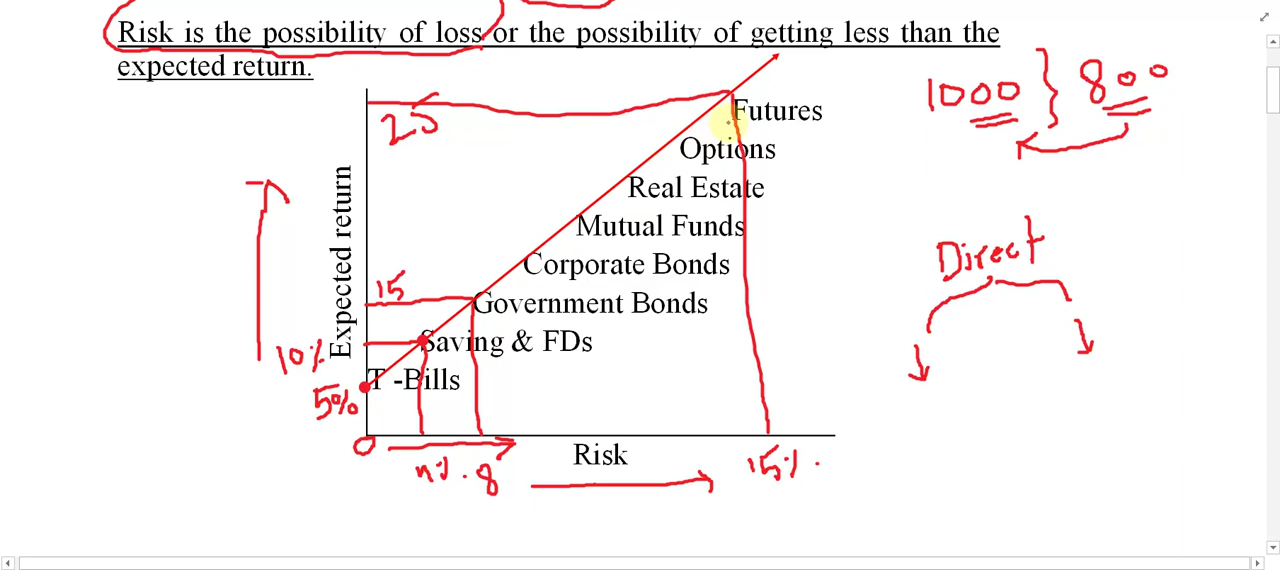 Risk is the possibility of loss or the possibility of getting less than the
expected return.
1000 } 800
25
Futures
Options
Real Estate
Mutual Funds
Direct
Corporate Bonds
15
Government Bonds
Expected return
Saving & FDs
10%
T -Bills
5%
0
Risk
8
15%.